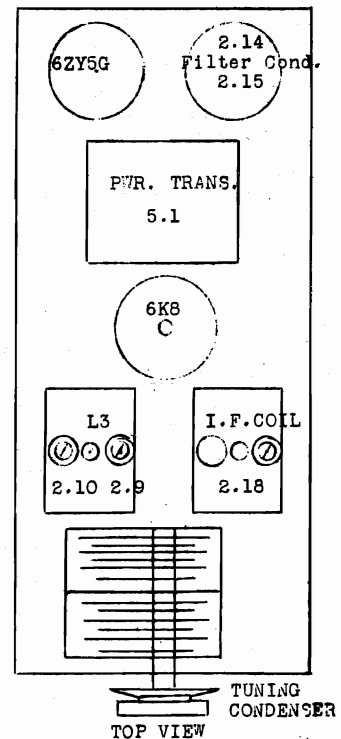 6ZY5G
2.14
Filter Cond.
2.15
PWR. TRANS.
5.1
6K8
L3
2.10 2.9
I.F.COIL
2.18
TUNING
CONDENSER
TOP VIEW